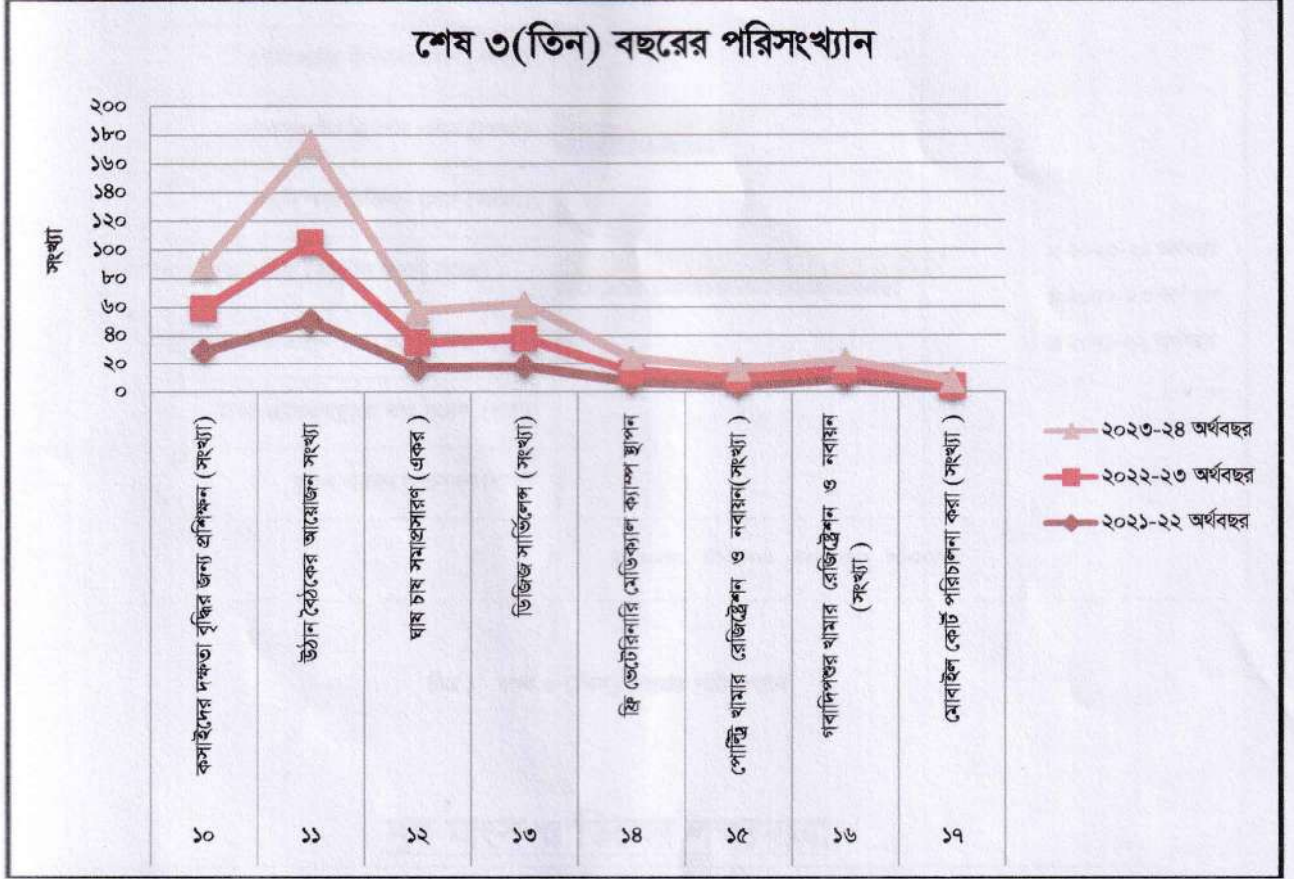 শেষ ৩(তিন) বছরের পরিসংখ্যান
সংখ্যা
২০০
১৮০
১৬০
১৪০
১২০
১০০
৮০
৬০
৪০
২০
০
কসাইদের দক্ষতা বৃদ্ধির জন্য প্রশিক্ষন (সংখ্যা)
উঠান বৈঠকের আয়োজন সংখ্যা
ঘাষ চাষ সমাপ্রসারণ (একর )
ডিজিজ সার্জিলেন্স (সংখ্যা)
ফ্রি ভেটেরিনারি মেডিক্যাল ক্যাম্প স্থাপন
পোল্ট্রি খামার রেজিষ্ট্রেশন ও নবায়ন(সংখ্যা )
গবাদিপশুর খামার রেজিষ্ট্রেশন ও নবায়ন
(সংখ্যা )
মোবাইল কোর্ট পরিচালনা করা (সংখ্যা )
১০
১১
১২
১৩
১৪
১৫
১৬
১৭
২০২৩-২৪ অর্থবছর
২০২২-২৩ অর্থবছর
২০২১-২২ অর্থবছর